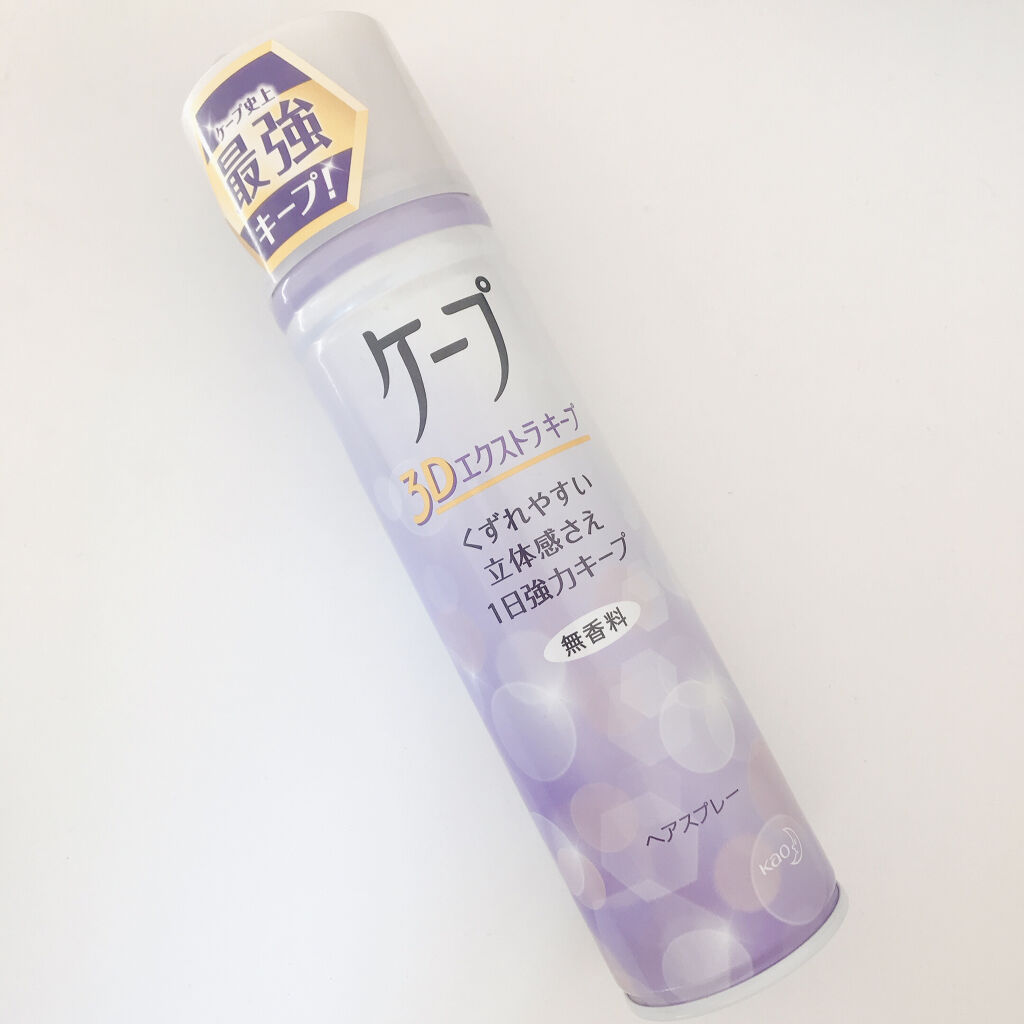 ケープ史上
最強
キープ!
ケープ
3Dエクストラキープ
くずれやすい
立体感さえ
1日強力キープ
無香料
ヘアスプレー
Kao